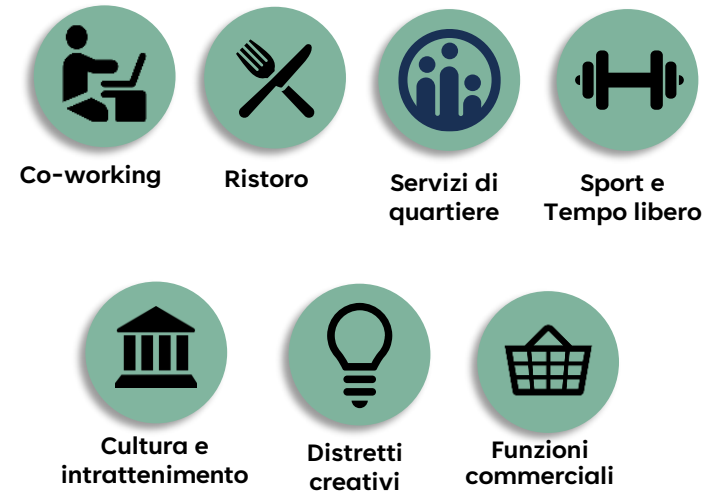 Co-working
Ristoro
Servizi di
quartiere
Sport e
Tempo libero
Cultura e
intrattenimento
Distretti
creativi
Funzioni
commerciali